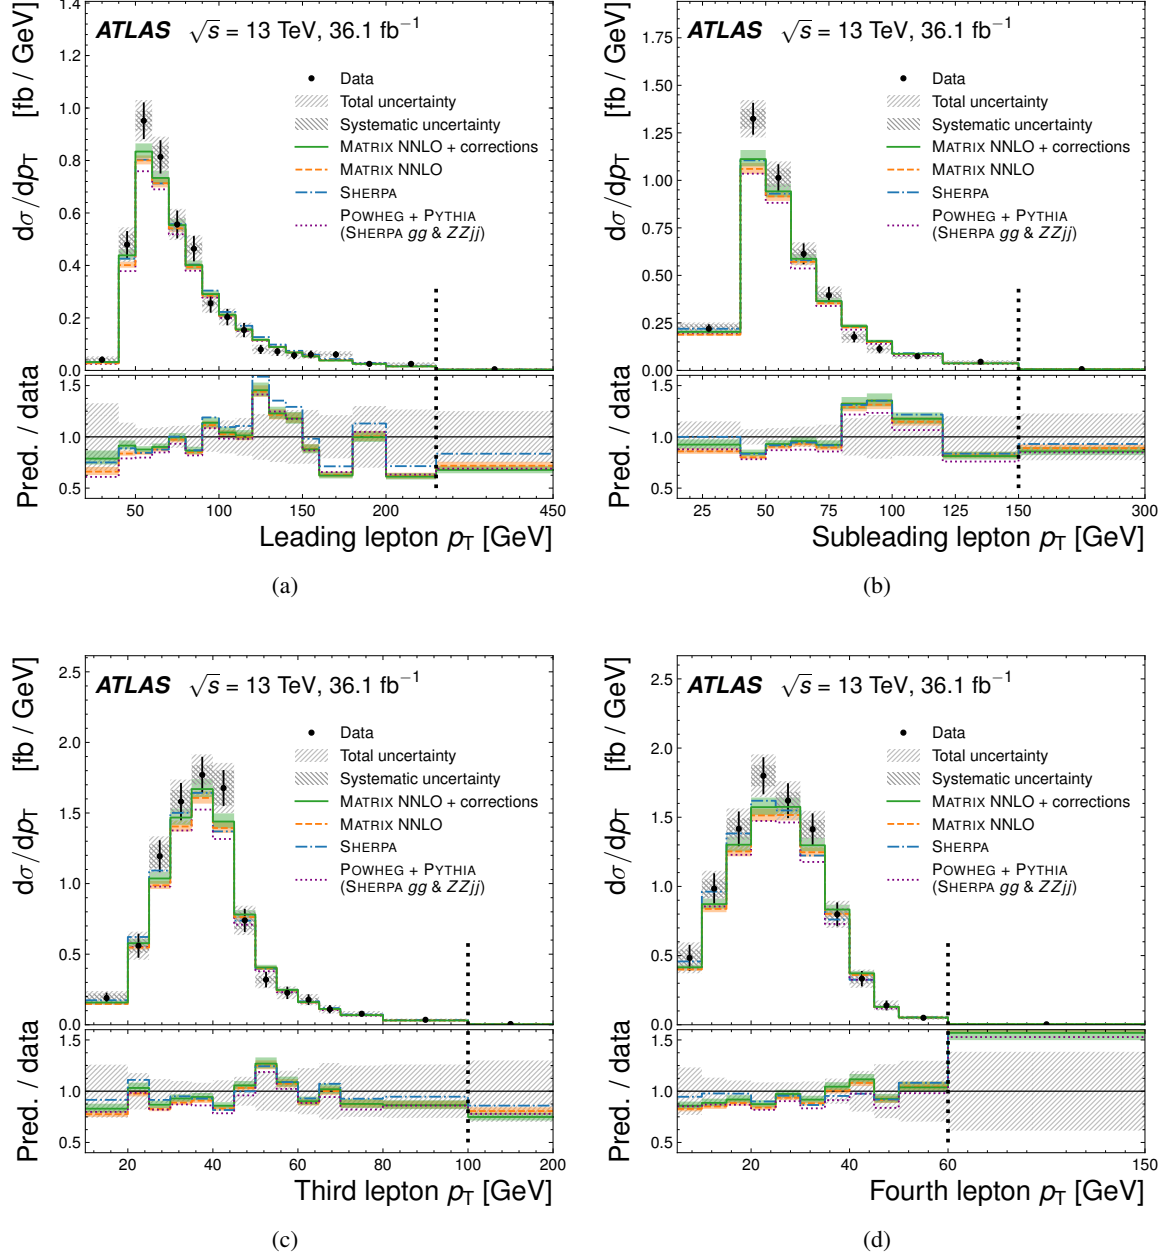 ATLAS √s = 13 TeV, 36.1 fb⁻¹
dσ/dpT [fb / GeV]
1.4
1.2
1.0
0.8
0.6
0.4
0.2
0.0
Data
Total uncertainty
Systematic uncertainty
MATRIX NNLO + corrections
MATRIX NNLO
SHERPA
POWHEG + PYTHIA
(SHERPA gg & ZZjj)
Pred. / data
1.5
1.0
0.5
50 100 150 200 450
Leading lepton pT [GeV]
(a)
ATLAS √s = 13 TeV, 36.1 fb⁻¹
dσ/dpT [fb / GeV]
1.75
1.50
1.25
1.00
0.75
0.50
0.25
0.00
Data
Total uncertainty
Systematic uncertainty
MATRIX NNLO + corrections
MATRIX NNLO
SHERPA
POWHEG + PYTHIA
(SHERPA gg & ZZjj)
Pred. / data
1.5
1.0
0.5
25 50 75 100 125 150 300
Subleading lepton pT [GeV]
(b)
ATLAS √s = 13 TeV, 36.1 fb⁻¹
dσ/dpT [fb / GeV]
2.5
2.0
1.5
1.0
0.5
0.0
Data
Total uncertainty
Systematic uncertainty
MATRIX NNLO + corrections
MATRIX NNLO
SHERPA
POWHEG + PYTHIA
(SHERPA gg & ZZjj)
Pred. / data
1.5
1.0
0.5
20 40 60 80 100 200
Third lepton pT [GeV]
(c)
ATLAS √s = 13 TeV, 36.1 fb⁻¹
dσ/dpT [fb / GeV]
2.5
2.0
1.5
1.0
0.5
0.0
Data
Total uncertainty
Systematic uncertainty
MATRIX NNLO + corrections
MATRIX NNLO
SHERPA
POWHEG + PYTHIA
(SHERPA gg & ZZjj)
Pred. / data
1.5
1.0
0.5
20 40 60 150
Fourth lepton pT [GeV]
(d)